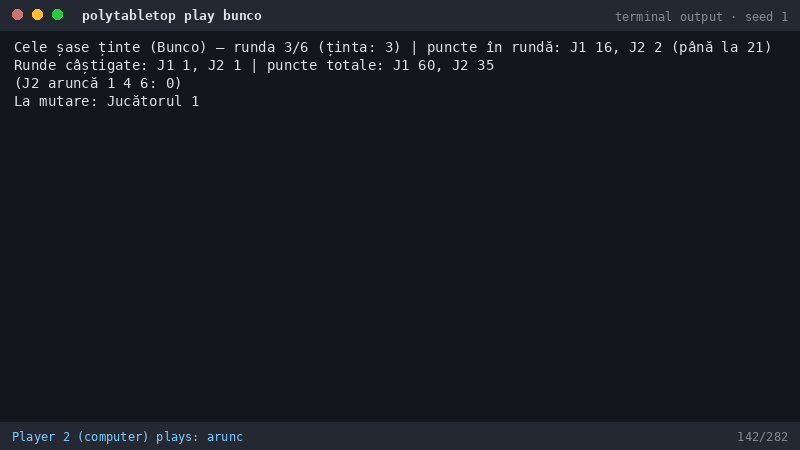 polytabletop play bunco
terminal output · seed 1
Cele șase ținte (Bunco) — runda 3/6 (ținta: 3) | puncte în rundă: J1 16, J2 2 (până la 21)
Runde câștigate: J1 1, J2 1 | puncte totale: J1 60, J2 35
(J2 aruncă 1 4 6: 0)
La mutare: Jucătorul 1
Player 2 (computer) plays: arunc
142/282